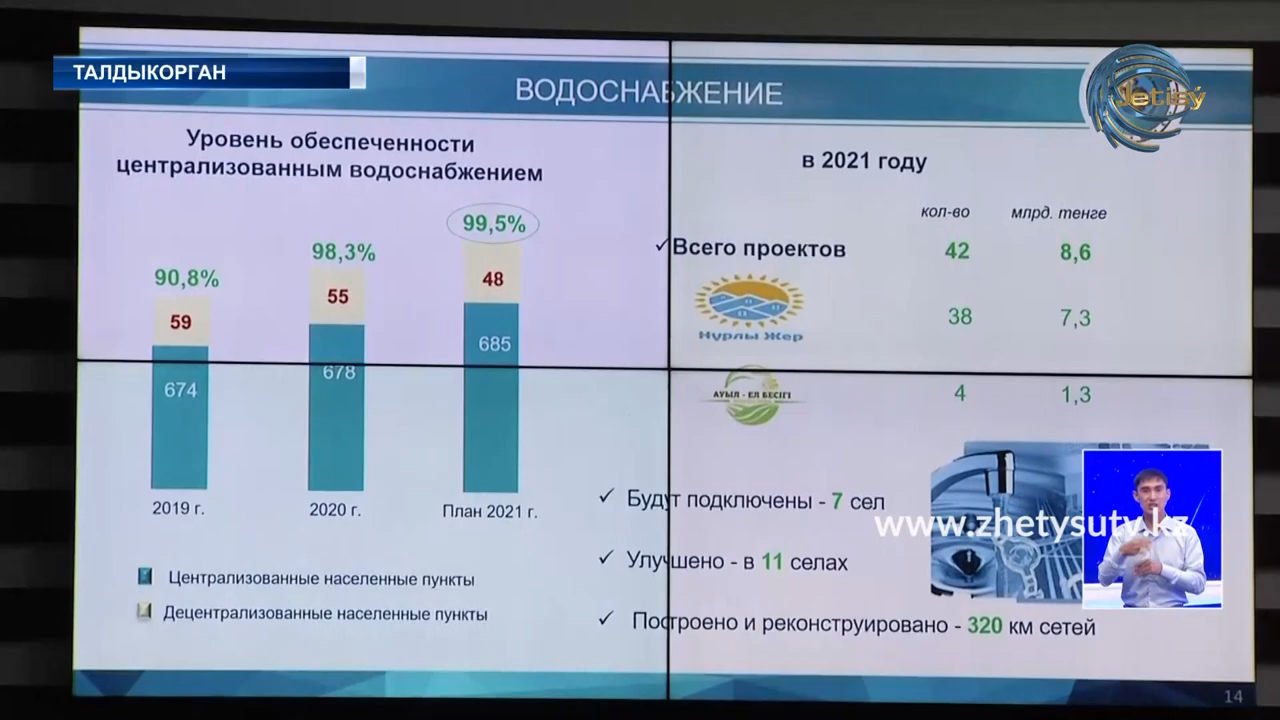 ТАЛДЫКОРГАН
ВОДОСНАБЖЕНИЕ
Jetisý
Уровень обеспеченности
централизованным водоснабжением
90,8%
59
674
2019 г.
98,3%
55
678
2020 г.
99,5%
48
685
План 2021 г.
Централизованные населенные пункты
Децентрализованные населенные пункты
в 2021 году
кол-во млрд. тенге
✓Всего проектов 42 8,6
Нұрлы Жер 38 7,3
АУЫЛ - ЕЛ БЕСІГІ 4 1,3
✓ Будут подключены - 7 сел
www.zhetysutv.kz
✓ Улучшено - в 11 селах
✓ Построено и реконструировано - 320 км сетей
14